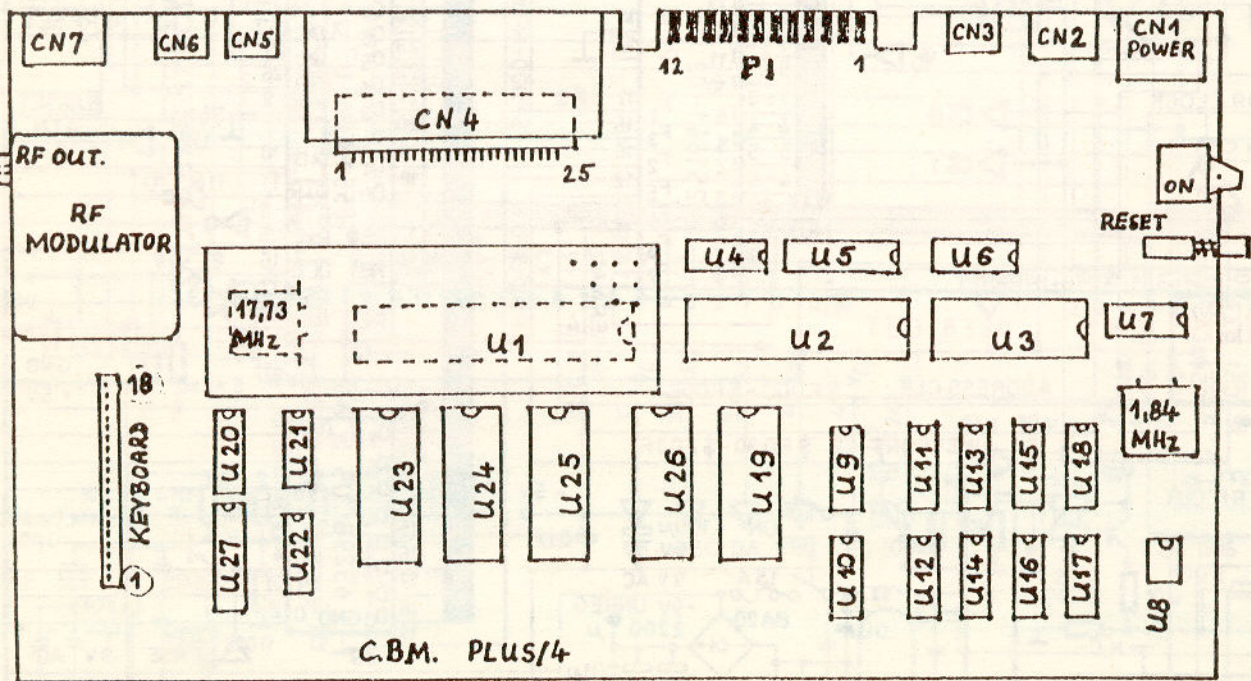 CN7
CN6
CN5
CN3
CN2
CN1
POWER
12
P1
1
CN4
1
25
RF OUT.
RF
MODULATOR
ON
RESET
U4
U5
U6
17,73
MHz
U1
U2
U3
U7
18
KEYBOARD
1
1,84
MHz
U20
U21
U23
U24
U25
U26
U19
U9
U11
U13
U15
U18
U27
U22
U10
U12
U14
U16
U17
U8
C.B.M. PLUS/4